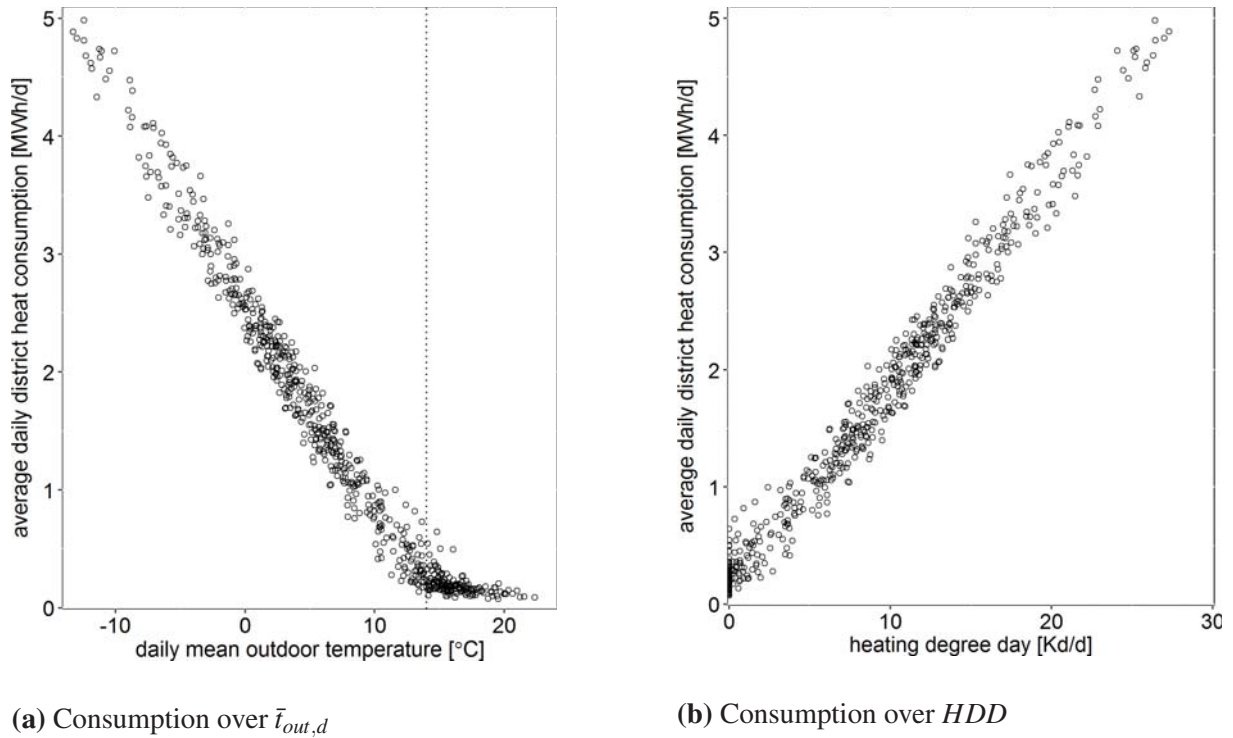 average daily district heat consumption [MWh/d]
5
4
3
2
1
0
-10 0 10 20
daily mean outdoor temperature [°C]
average daily district heat consumption [MWh/d]
5
4
3
2
1
0
0 10 20 30
heating degree day [Kd/d]
(a) Consumption over t̄out,d
(b) Consumption over HDD